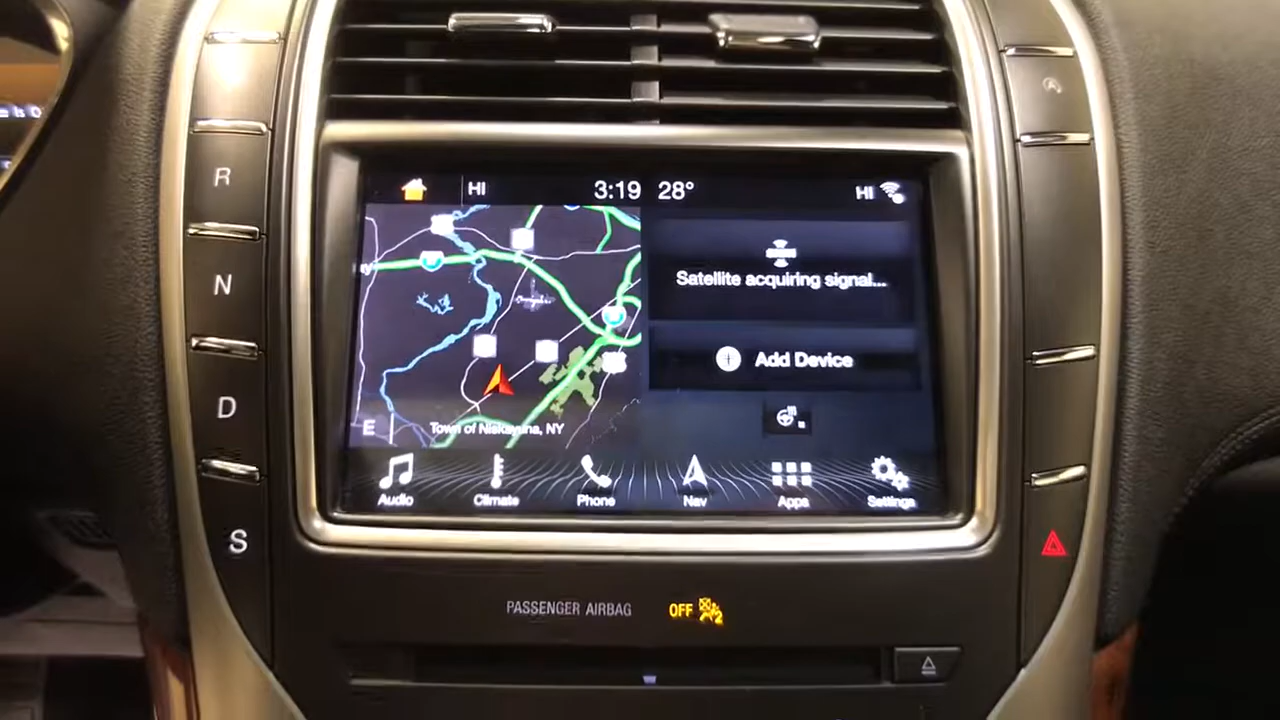 HI 3:19 28° HI
R
N
D
S
Satellite acquiring signal...
Add Device
E
Town of Niskayuna, NY
Audio Climate Phone Nav Apps Settings
PASSENGER AIRBAG OFF 2